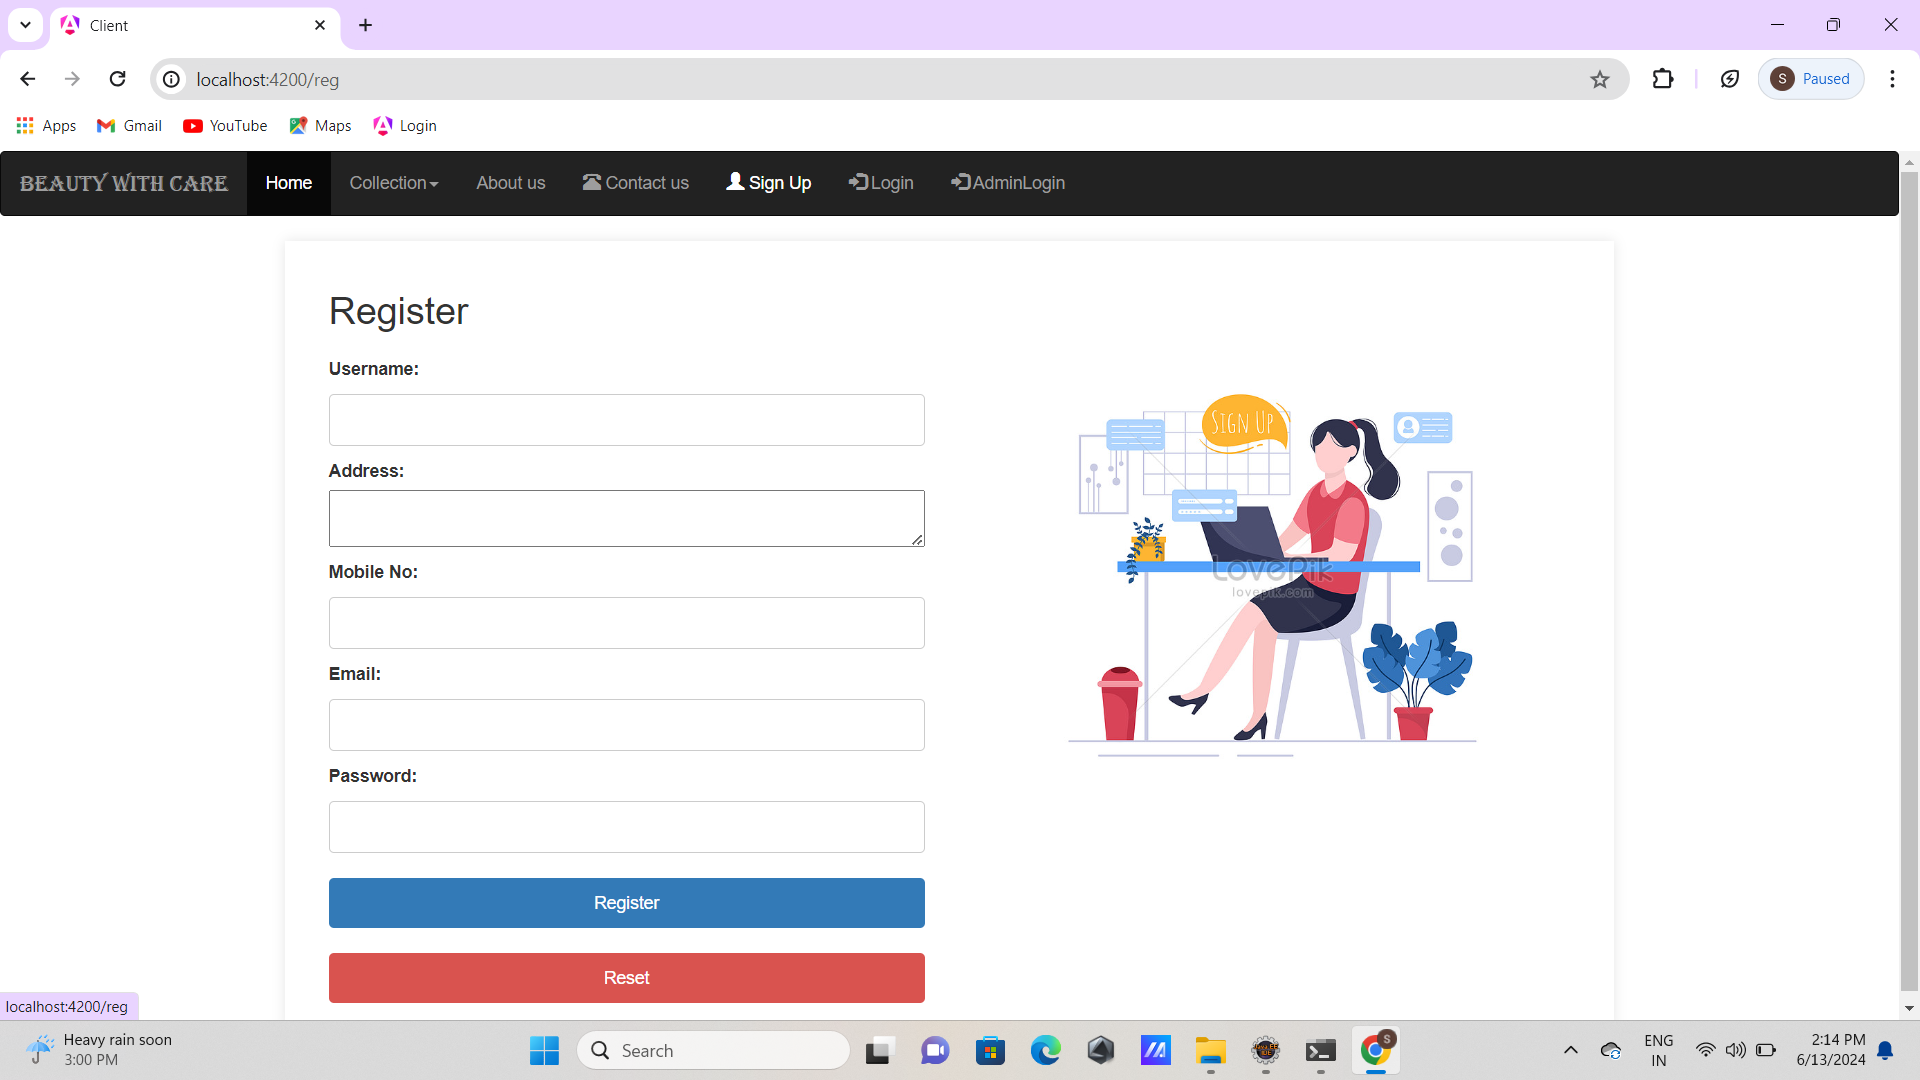 Client
localhost:4200/reg
S Paused
Apps Gmail YouTube Maps Login
BEAUTY WITH CARE Home Collection About us Contact us Sign Up Login AdminLogin
Register
Username:
Address:
Mobile No:
Email:
Password:
Register
Reset
SIGN UP
LovePik
lovepik.com
localhost:4200/reg
Heavy rain soon
3:00 PM
Search
S
ENG
IN
2:14 PM
6/13/2024